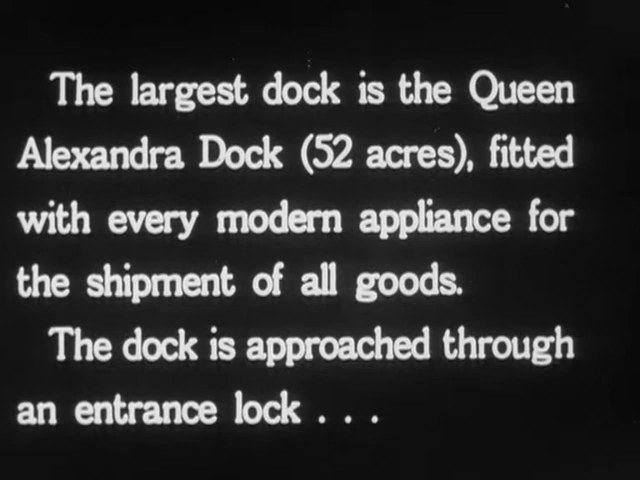 The largest dock is the Queen
Alexandra Dock (52 acres), fitted
with every modern appliance for
the shipment of all goods.
The dock is approached through
an entrance lock . . .